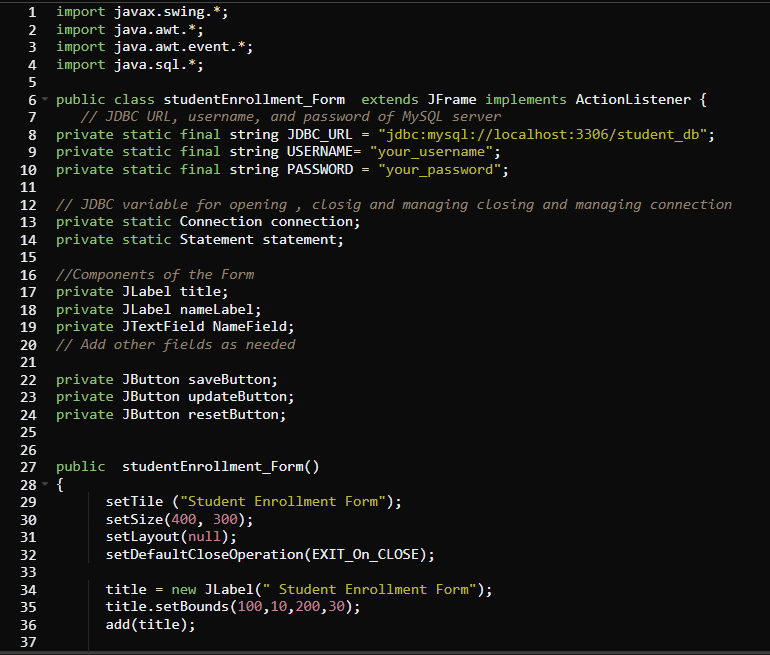 1 import javax.swing.*;
2 import java.awt.*;
3 import java.awt.event.*;
4 import java.sql.*;
5
6 public class studentEnrollment_Form  extends JFrame implements ActionListener {
7    // JDBC URL, username, and password of MySQL server
8 private static final string JDBC_URL = "jdbc:mysql://localhost:3306/student_db";
9 private static final string USERNAME= "your_username";
10 private static final string PASSWORD = "your_password";
11
12 // JDBC variable for opening , closig and managing closing and managing connection
13 private static Connection connection;
14 private static Statement statement;
15
16 //Components of the Form
17 private JLabel title;
18 private JLabel nameLabel;
19 private JTextField NameField;
20 // Add other fields as needed
21
22 private JButton saveButton;
23 private JButton updateButton;
24 private JButton resetButton;
25
26
27 public  studentEnrollment_Form()
28 {
29       setTile ("Student Enrollment Form");
30       setSize(400, 300);
31       setLayout(null);
32       setDefaultCloseOperation(EXIT_On_CLOSE);
33
34       title = new JLabel(" Student Enrollment Form");
35       title.setBounds(100,10,200,30);
36       add(title);
37